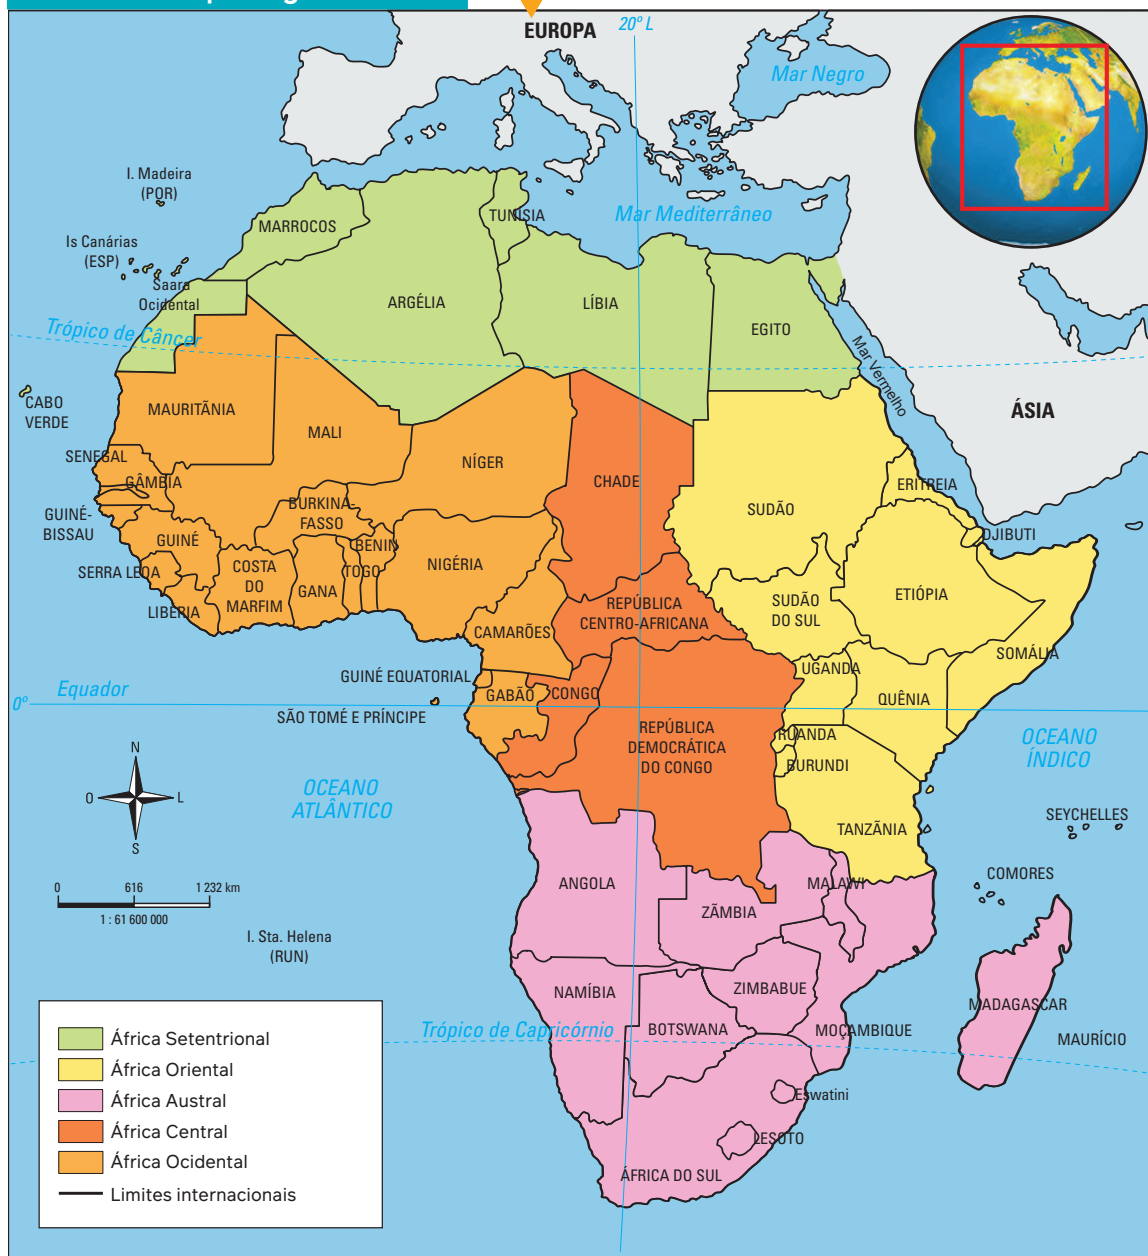 EUROPA
20º L
Mar Negro
I. Madeira
(POR)
Mar Mediterrâneo
TUNÍSIA
MARROCOS
Is Canárias
(ESP)
Saara
Ocidental
ARGÉLIA
LÍBIA
EGITO
Trópico de Câncer
Mar Vermelho
CABO
VERDE
MAURITÃNIA
MALI
NÍGER
CHADE
SUDÃO
ERITREIA
ÁSIA
SENEGAL
GÂMBIA
GUINÉ-
BISSAU
GUINÉ
BURKINA-
FASSO
BENIN
TOGO
NIGÉRIA
DJIBUTI
SERRA LEOA
COSTA
DO
MARFIM
GANA
LIBÉRIA
CAMARÕES
REPÚBLICA
CENTRO-AFRICANA
SUDÃO
DO SUL
ETIÓPIA
SOMÁLIA
UGANDA
QUÊNIA
GUINÉ EQUATORIAL
GABÃO
CONGO
0º
Equador
SÃO TOMÉ E PRÍNCIPE
REPÚBLICA
DEMOCRÁTICA
DO CONGO
RUANDA
BURUNDI
OCEANO
ÍNDICO
N
O
L
S
OCEANO
ATLÂNTICO
TANZÃNIA
SEYCHELLES
COMORES
0 616 1 232 km
1 : 61 600 000
ANGOLA
ZÃMBIA
MALAWI
I. Sta. Helena
(RUN)
NAMÍBIA
ZIMBABUE
BOTSWANA
MOÇAMBIQUE
MADAGASCAR
MAURÍCIO
Trópico de Capricórnio
Eswatini
LESOTO
ÁFRICA DO SUL
África Setentrional
África Oriental
África Austral
África Central
África Ocidental
Limites internacionais